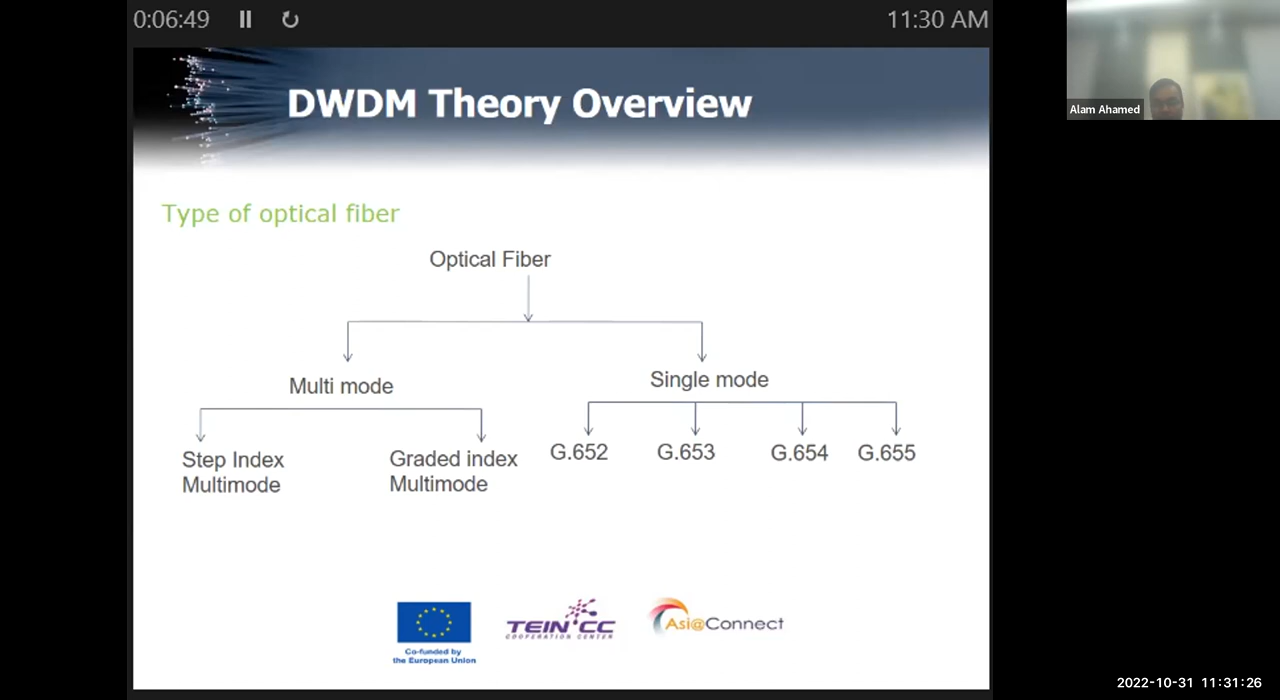 0:06:49
11:30 AM
Alam Ahamed
DWDM Theory Overview
Type of optical fiber
Optical Fiber
Multi mode
Single mode
Step Index
Multimode
Graded index
Multimode
G.652
G.653
G.654
G.655
Co-funded by
the European Union
TEIN*CC
COOPERATION CENTER
Asi@Connect
2022-10-31 11:31:26